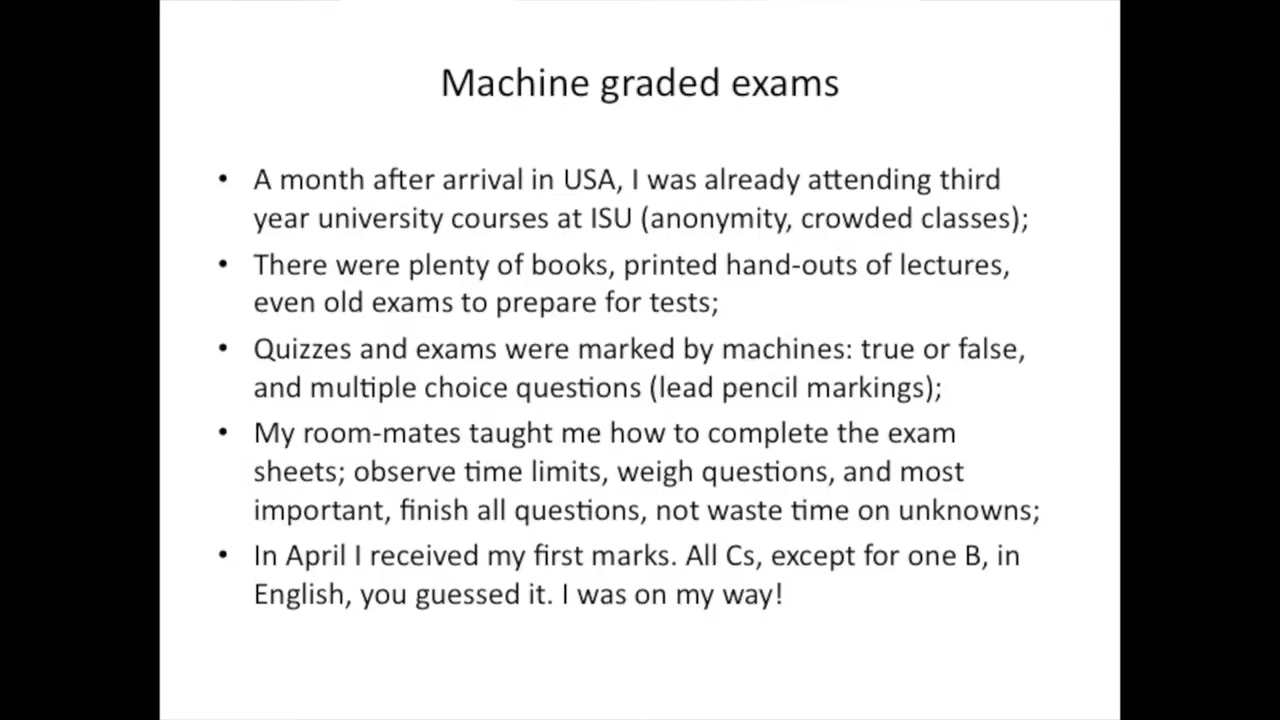 Machine graded exams
• A month after arrival in USA, I was already attending third
year university courses at ISU (anonymity, crowded classes);
• There were plenty of books, printed hand-outs of lectures,
even old exams to prepare for tests;
• Quizzes and exams were marked by machines: true or false,
and multiple choice questions (lead pencil markings);
• My room-mates taught me how to complete the exam
sheets; observe time limits, weigh questions, and most
important, finish all questions, not waste time on unknowns;
• In April I received my first marks. All Cs, except for one B, in
English, you guessed it. I was on my way!